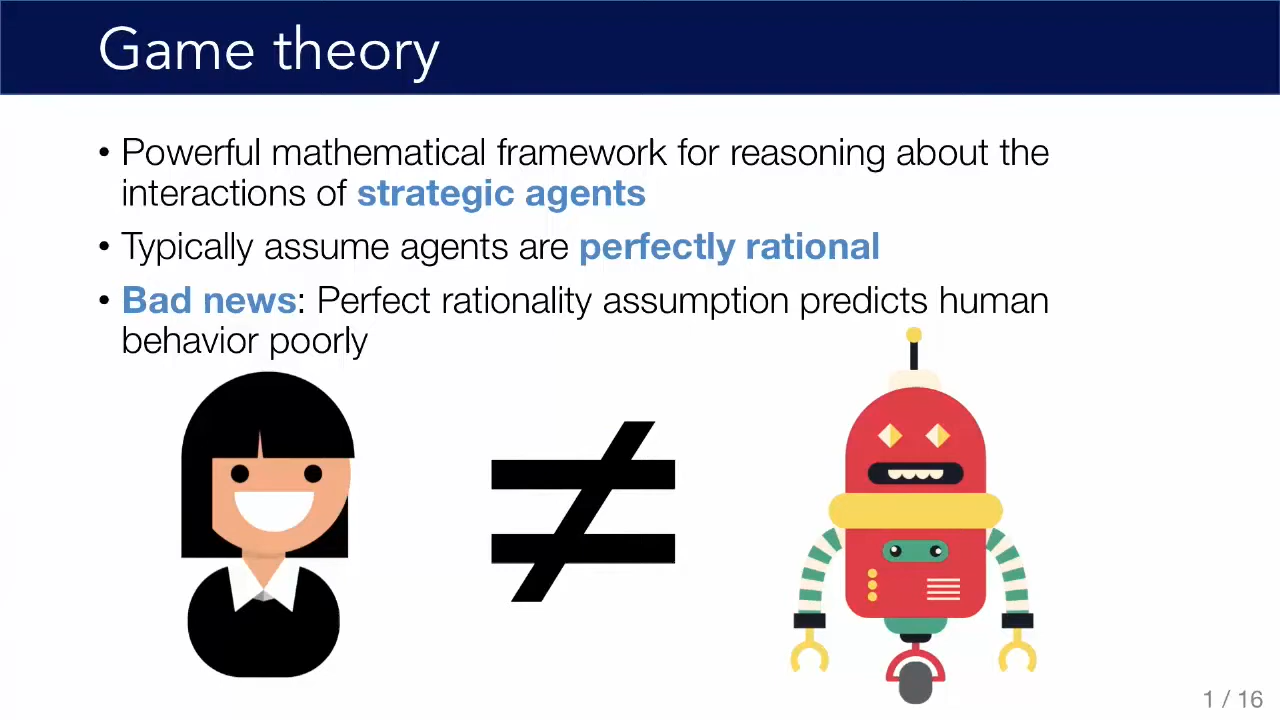 Game theory
• Powerful mathematical framework for reasoning about the
interactions of strategic agents
• Typically assume agents are perfectly rational
• Bad news: Perfect rationality assumption predicts human
behavior poorly
≠
1 / 16